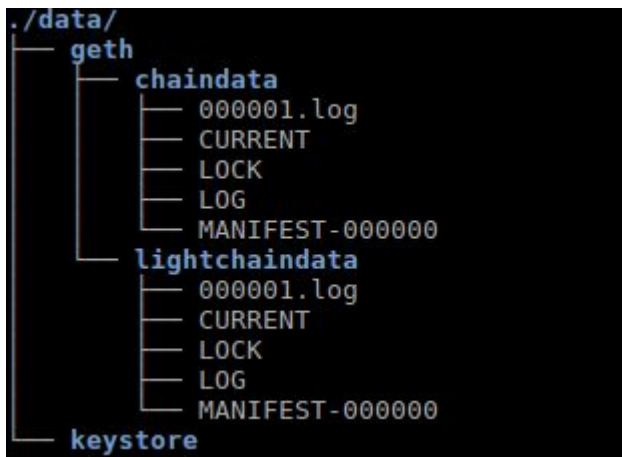 ./data/
├── geth
│   ├── chaindata
│   │   ├── 000001.log
│   │   ├── CURRENT
│   │   ├── LOCK
│   │   ├── LOG
│   │   └── MANIFEST-000000
│   └── lightchaindata
│       ├── 000001.log
│       ├── CURRENT
│       ├── LOCK
│       ├── LOG
│       └── MANIFEST-000000
└── keystore